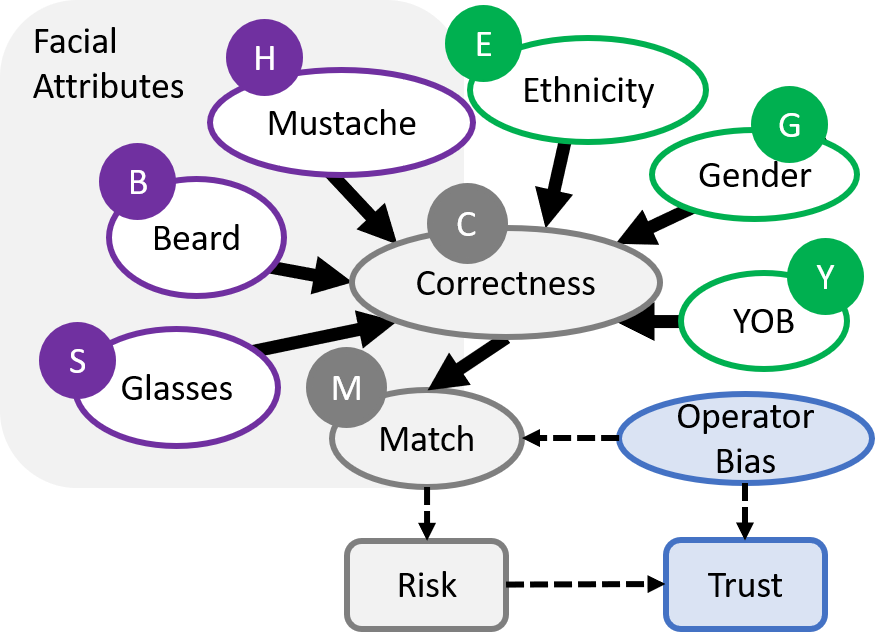 Facial
Attributes
H
Mustache
E
Ethnicity
G
Gender
B
Beard
C
Correctness
Y
YOB
S
Glasses
M
Match
Operator
Bias
Risk
Trust